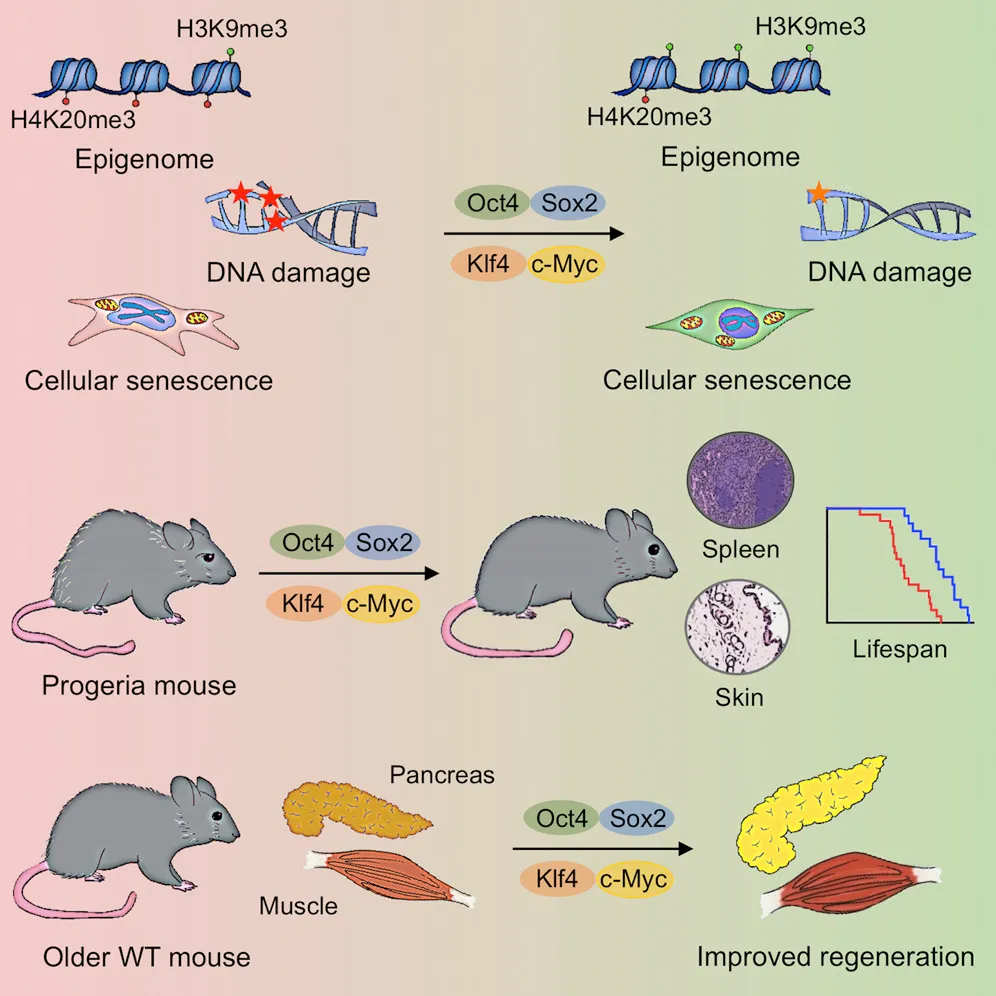 H3K9me3
H4K20me3
Epigenome
H3K9me3
H4K20me3
Epigenome
DNA damage
Oct4 Sox2
Klf4 c-Myc
DNA damage
Cellular senescence
Cellular senescence
Progeria mouse
Oct4 Sox2
Klf4 c-Myc
Spleen
Skin
Lifespan
Older WT mouse
Pancreas
Muscle
Oct4 Sox2
Klf4 c-Myc
Improved regeneration